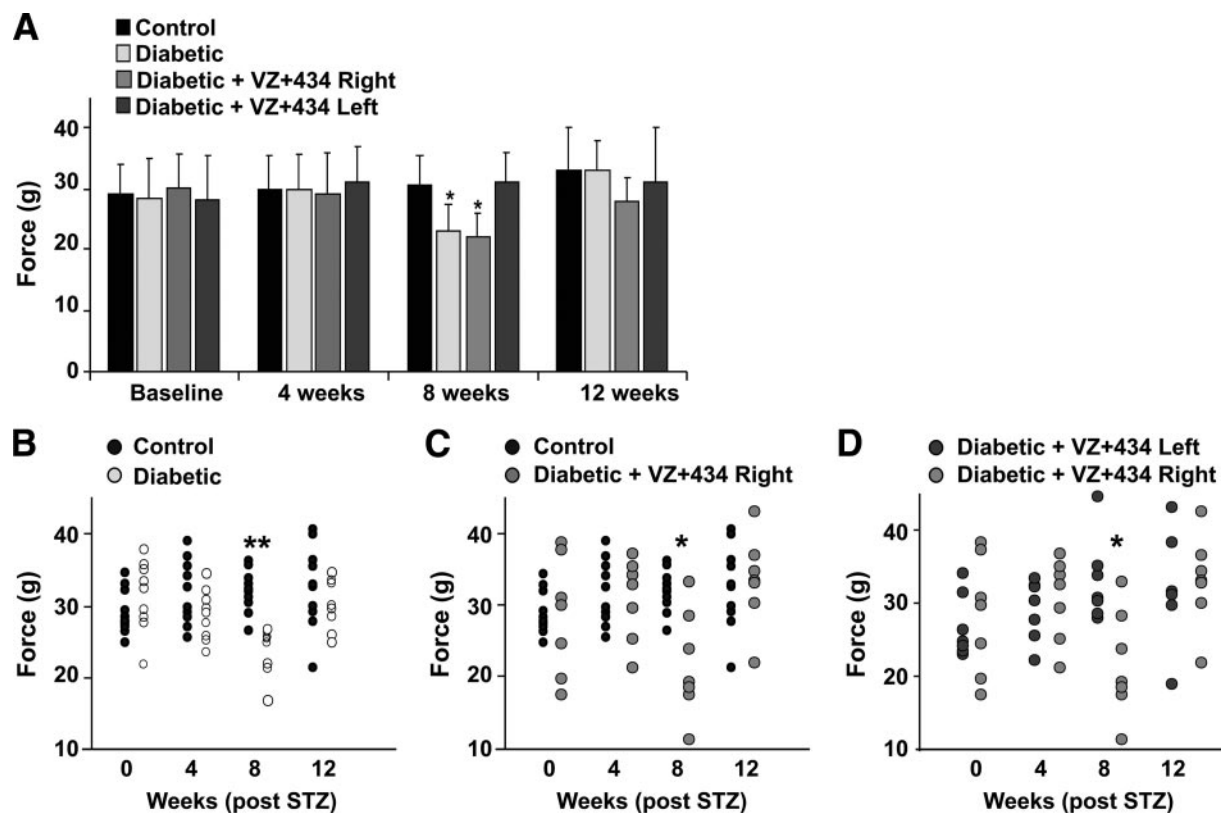 A
Control
Diabetic
Diabetic + VZ+434 Right
Diabetic + VZ+434 Left
Force (g)
40
30
20
10
0
* *
Baseline 4 weeks 8 weeks 12 weeks
B
Control
Diabetic
Force (g)
40
30
20
10
**
0 4 8 12
Weeks (post STZ)
C
Control
Diabetic + VZ+434 Right
Force (g)
40
30
20
10
*
0 4 8 12
Weeks (post STZ)
D
Diabetic + VZ+434 Left
Diabetic + VZ+434 Right
Force (g)
40
30
20
10
*
0 4 8 12
Weeks (post STZ)